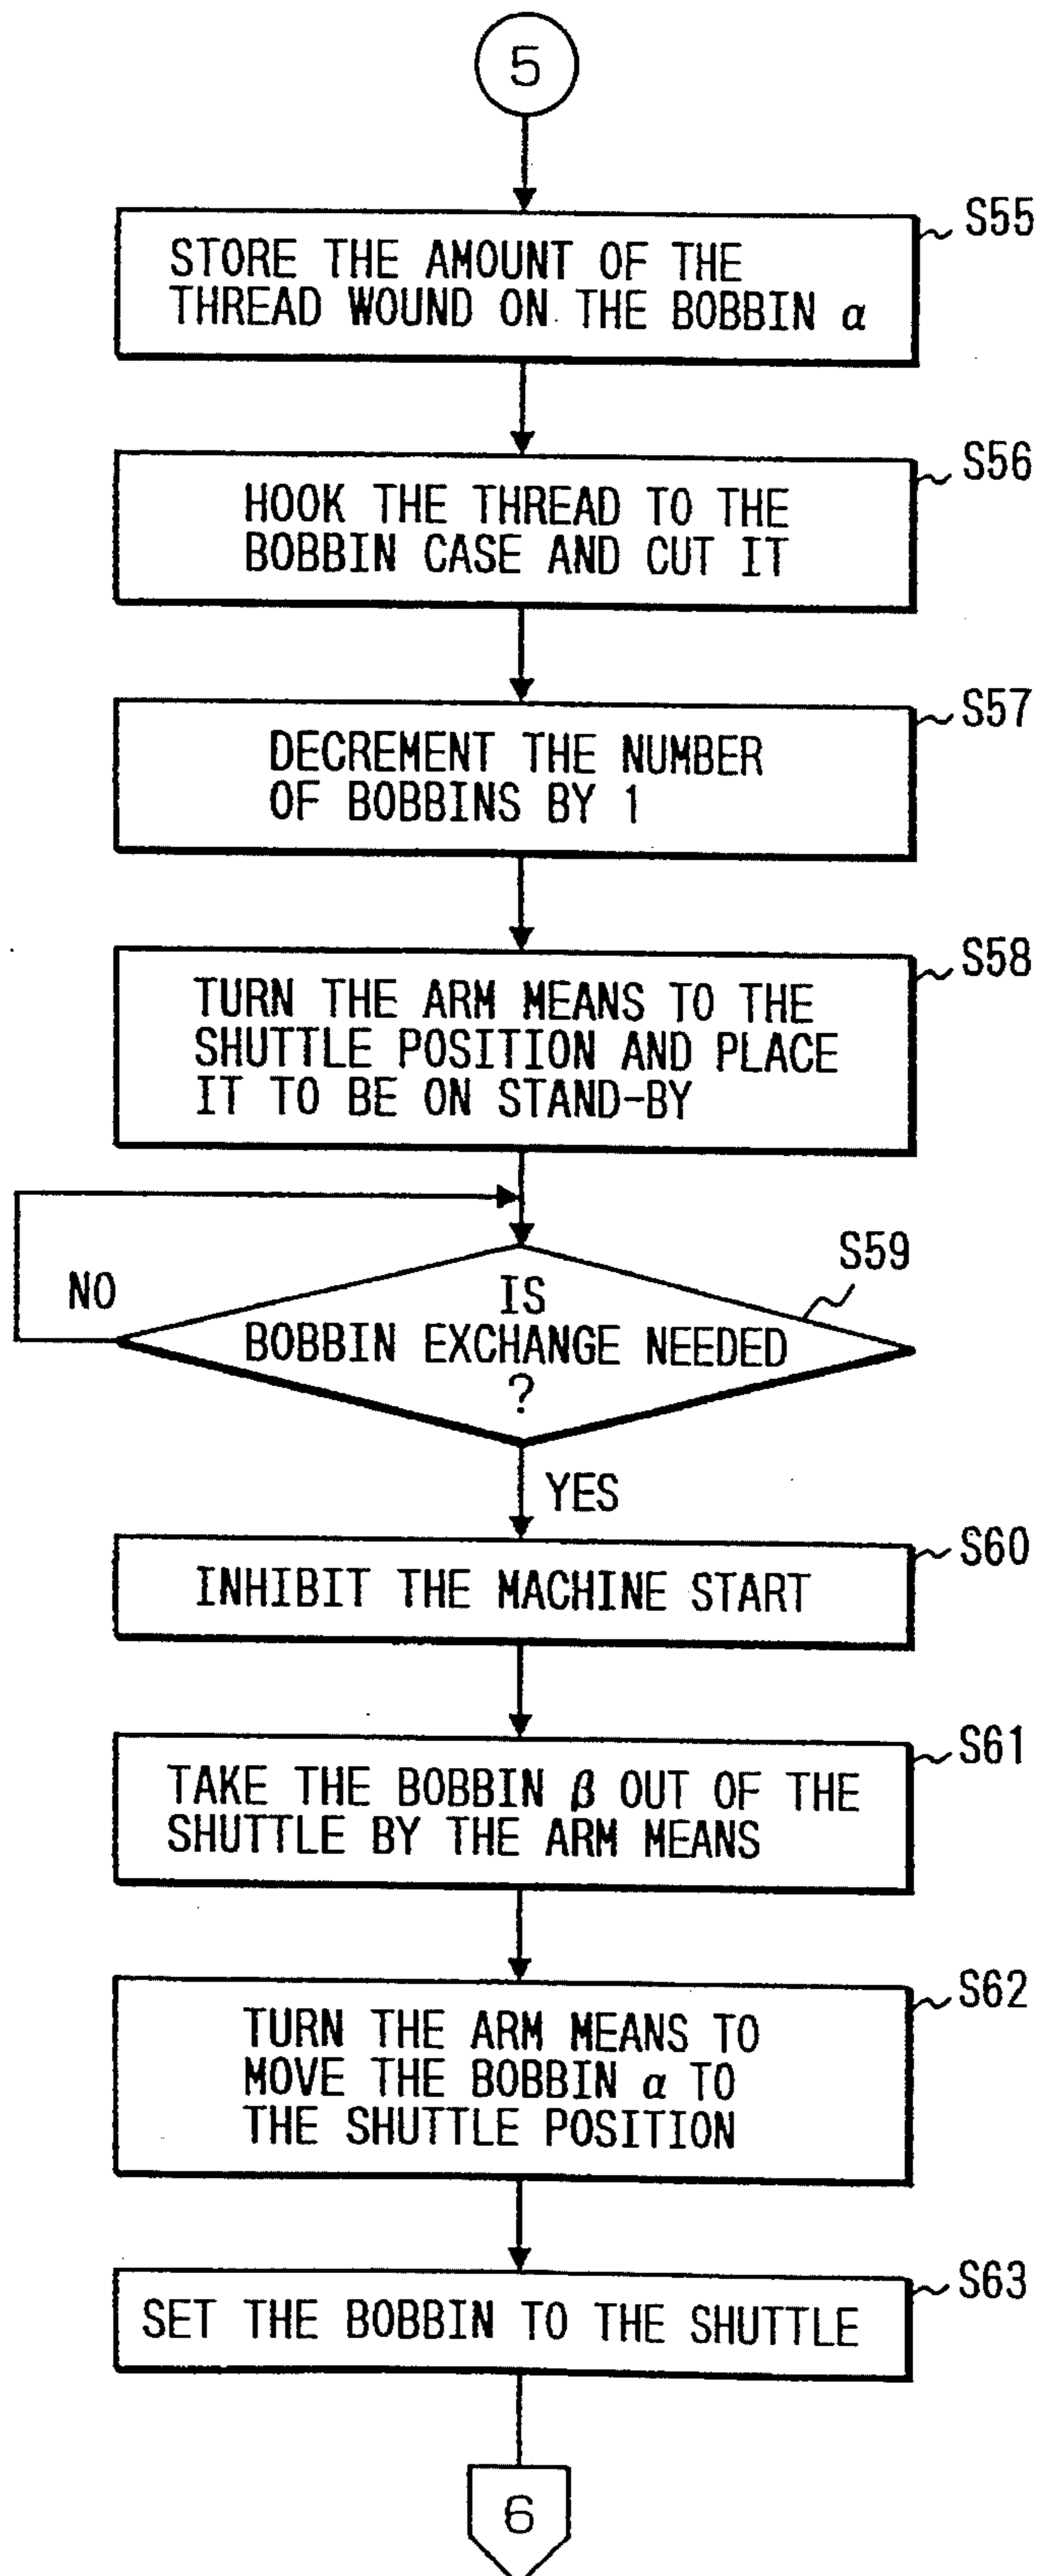 5
S55
STORE THE AMOUNT OF THE
THREAD WOUND ON THE BOBBIN α
S56
HOOK THE THREAD TO THE
BOBBIN CASE AND CUT IT
S57
DECREMENT THE NUMBER
OF BOBBINS BY 1
S58
TURN THE ARM MEANS TO THE
SHUTTLE POSITION AND PLACE
IT TO BE ON STAND-BY
S59
NO
IS
BOBBIN EXCHANGE NEEDED
?
YES
S60
INHIBIT THE MACHINE START
S61
TAKE THE BOBBIN β OUT OF THE
SHUTTLE BY THE ARM MEANS
S62
TURN THE ARM MEANS TO
MOVE THE BOBBIN α TO
THE SHUTTLE POSITION
S63
SET THE BOBBIN TO THE SHUTTLE
6